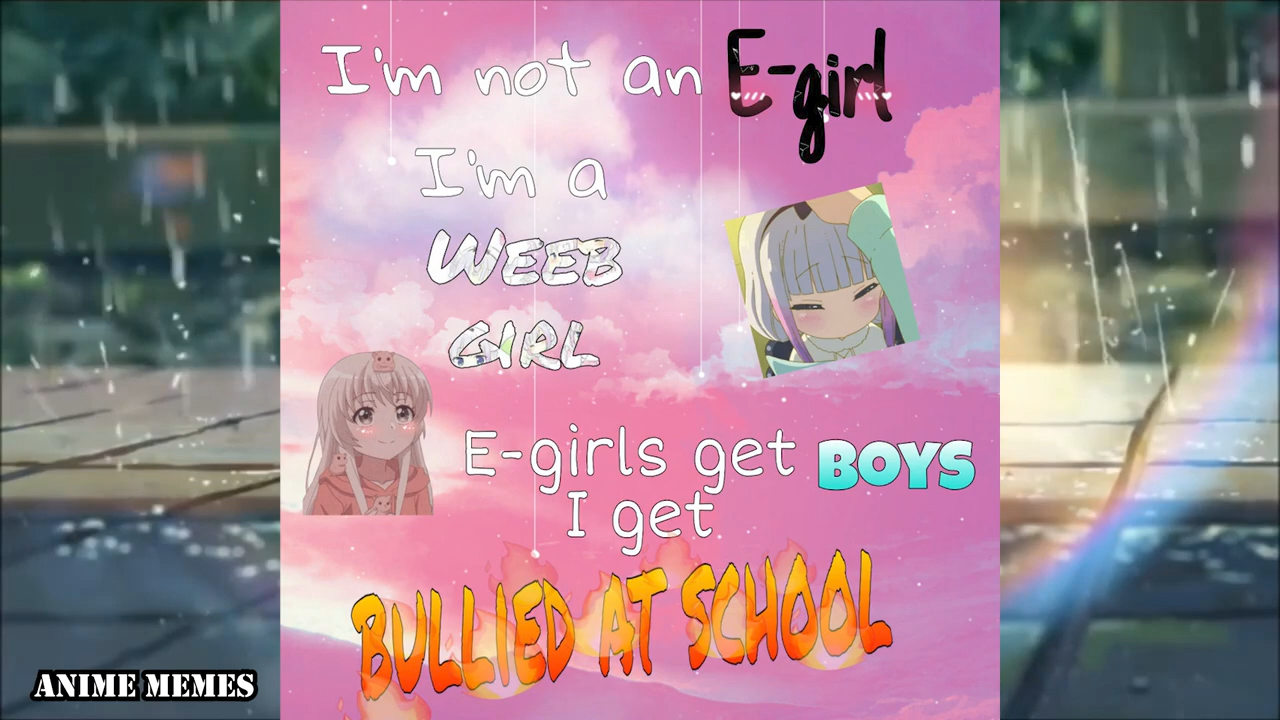 I'm not an E-girl
I'm a
WEEB
GIRL
E-girls get BOYS
I get
BULLIED AT SCHOOL
ANIME MEMES